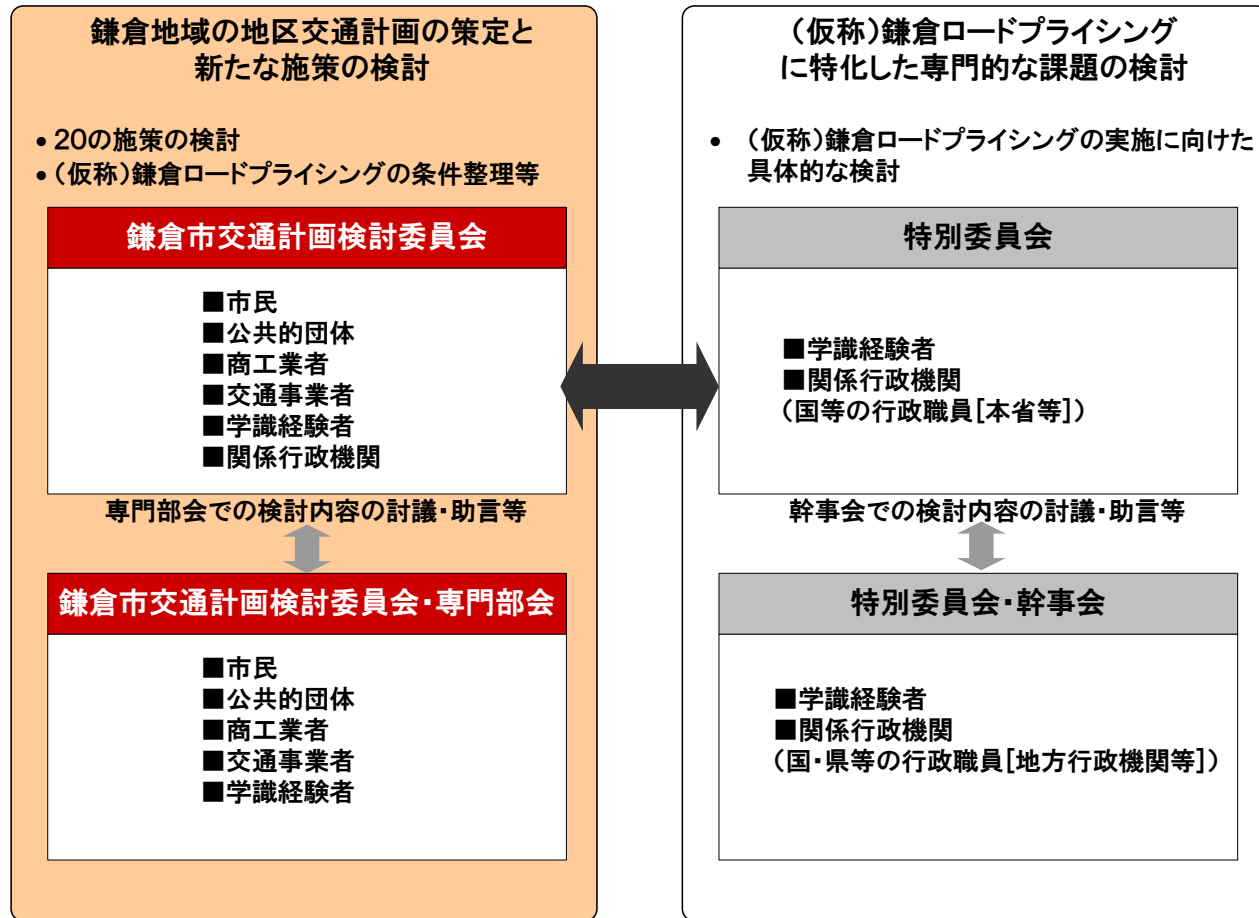 鎌倉地域の地区交通計画の策定と
新たな施策の検討
• 20の施策の検討
• (仮称)鎌倉ロードプライシングの条件整理等
鎌倉市交通計画検討委員会
■市民
■公共的団体
■商工業者
■交通事業者
■学識経験者
■関係行政機関
専門部会での検討内容の討議・助言等
鎌倉市交通計画検討委員会・専門部会
■市民
■公共的団体
■商工業者
■交通事業者
■学識経験者
(仮称)鎌倉ロードプライシング
に特化した専門的な課題の検討
• (仮称)鎌倉ロードプライシングの実施に向けた
具体的な検討
特別委員会
■学識経験者
■関係行政機関
(国等の行政職員[本省等])
幹事会での検討内容の討議・助言等
特別委員会・幹事会
■学識経験者
■関係行政機関
(国・県等の行政職員[地方行政機関等])